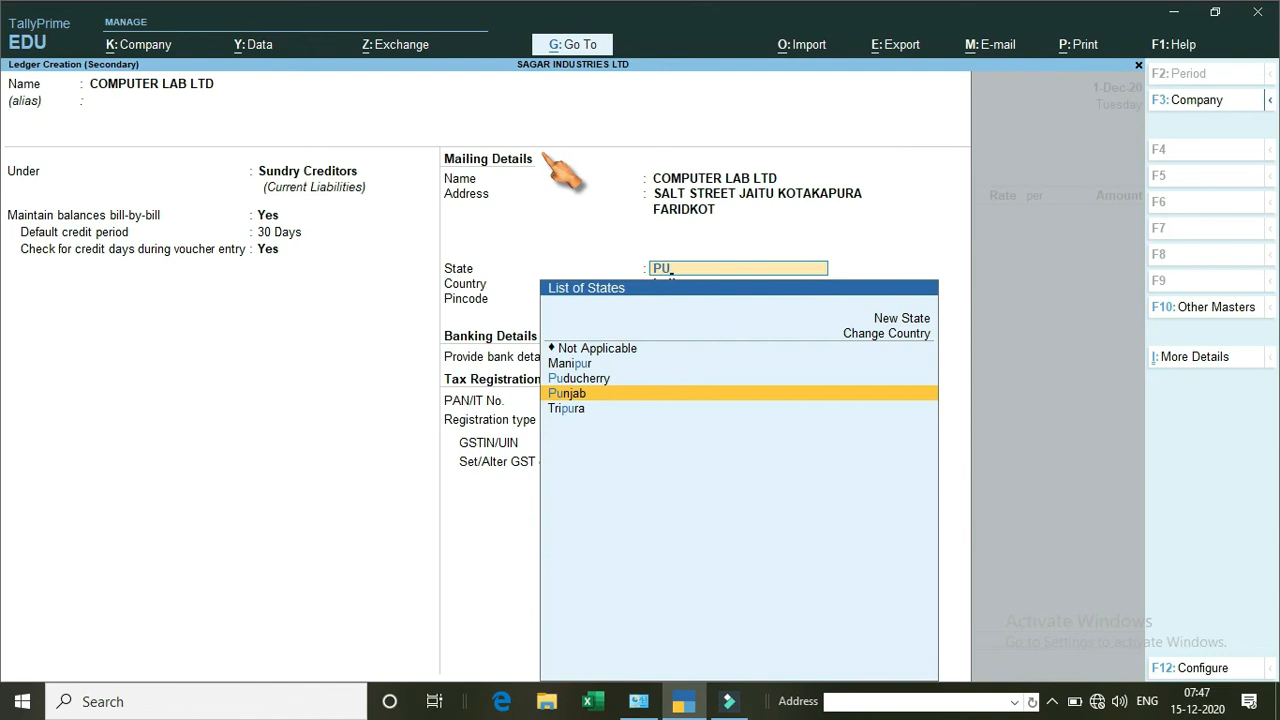 TallyPrime
EDU
MANAGE
K: Company
Y: Data
Z: Exchange
G: Go To
O: Import
E: Export
M: E-mail
P: Print
F1: Help
Ledger Creation (Secondary)
SAGAR INDUSTRIES LTD
Name : COMPUTER LAB LTD
(alias) :
Under : Sundry Creditors
(Current Liabilities)
Maintain balances bill-by-bill : Yes
Default credit period : 30 Days
Check for credit days during voucher entry : Yes
Mailing Details
Name : COMPUTER LAB LTD
Address : SALT STREET JAITU KOTAKAPURA
FARIDKOT
State : PU
Country
Pincode
Banking Details
Provide bank deta
Tax Registration
PAN/IT No.
Registration type
GSTIN/UIN
Set/Alter GST
List of States
New State
Change Country
♦ Not Applicable
Manipur
Puducherry
Punjab
Tripura
1-Dec-20
Tuesday
Rate per Amount
F2: Period
F3: Company
F4
F5
F6
F7
F8
F9
F10: Other Masters
I: More Details
F12: Configure
Activate Windows
Go to Settings to activate Windows.
Search
Address
ENG
07:47
15-12-2020